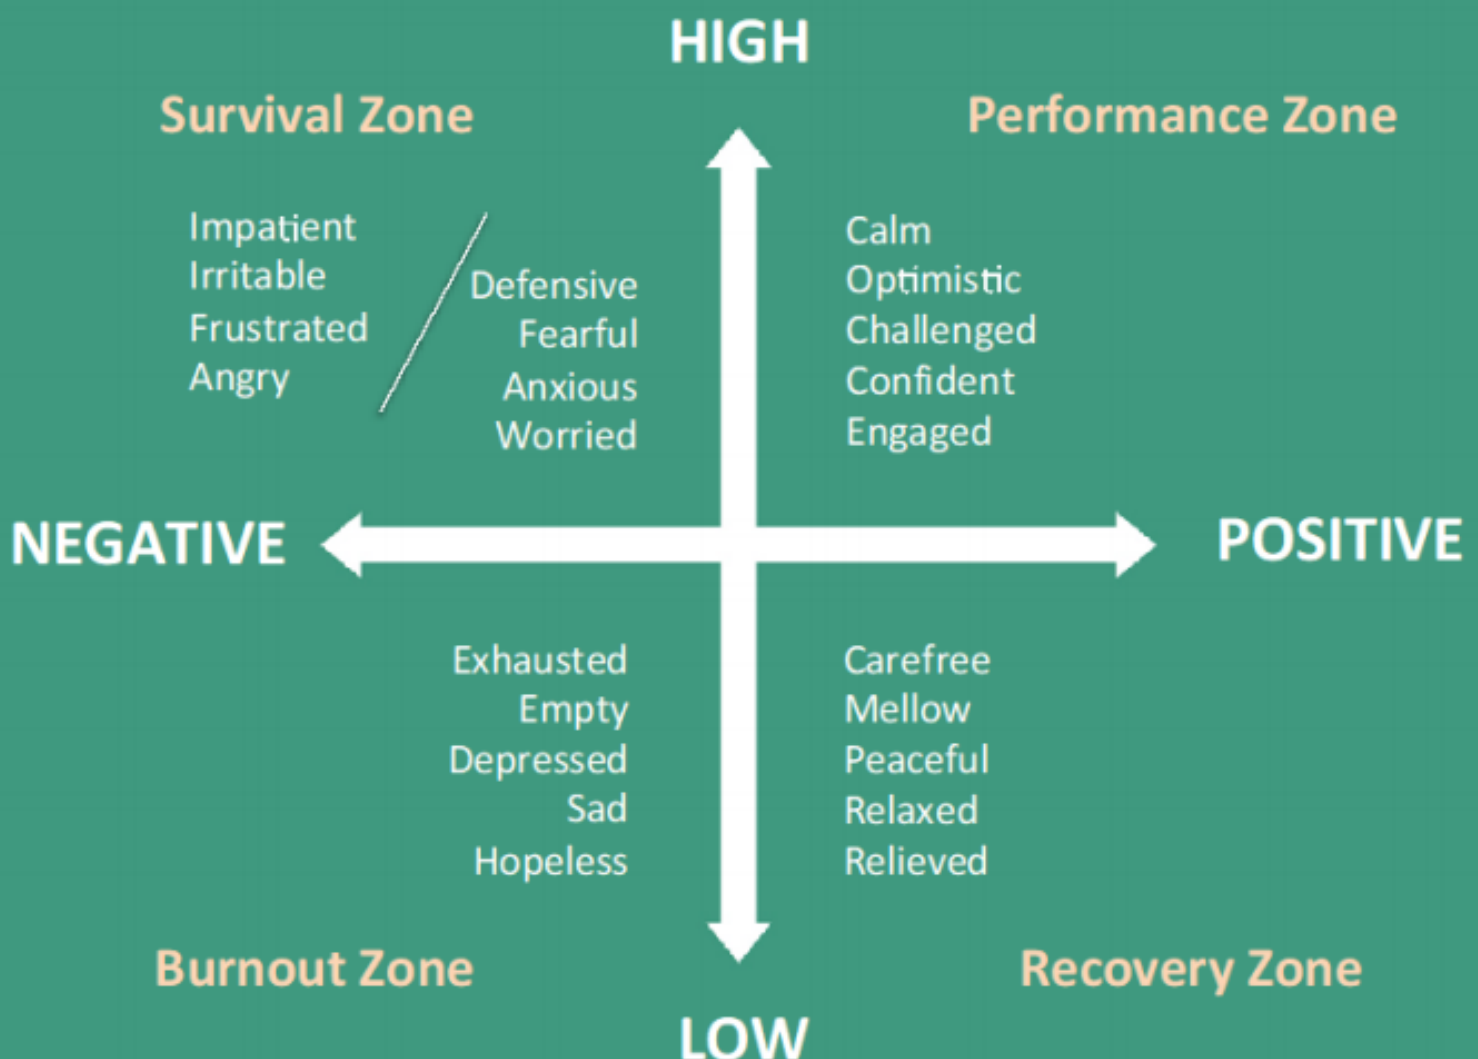 HIGH
Survival Zone
Performance Zone
Impatient
Irritable
Frustrated
Angry
Defensive
Fearful
Anxious
Worried
Calm
Optimistic
Challenged
Confident
Engaged
NEGATIVE
POSITIVE
Exhausted
Empty
Depressed
Sad
Hopeless
Carefree
Mellow
Peaceful
Relaxed
Relieved
Burnout Zone
Recovery Zone
LOW